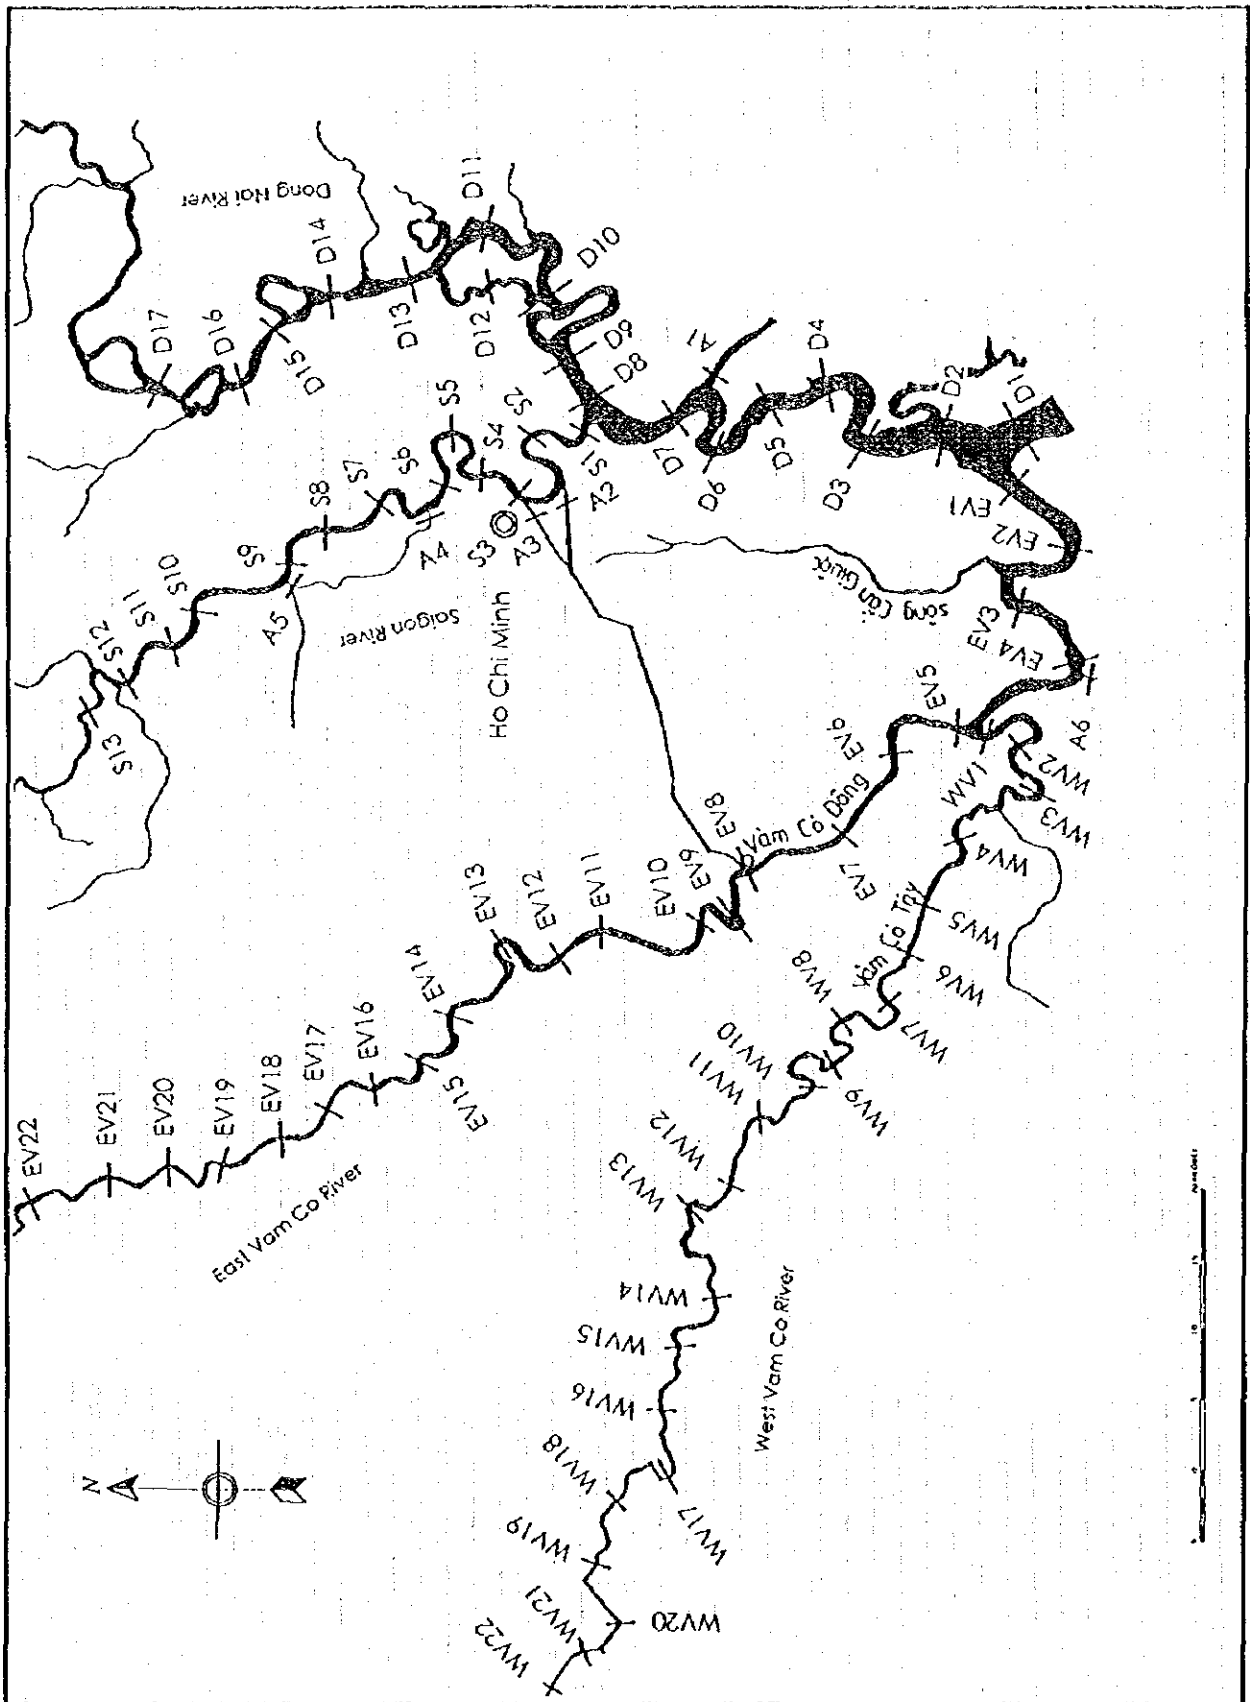 Dong Nai River
D11
D14
D10
D13
D17
D12
D16
D9
D15
D8
A1
D4
D2
D1
S5
S2
S4
D7
D5
S6
S1
D6
S7
A2
D3
S8
EV1
A4
S3
A3
EV2
S9
S10
sông Cần Giuộc
S11
A5
Saigon River
EV3
S12
Ho Chi Minh
EV4
EV5
S13
EV6
A6
WV1
WV2
EV8
Vàm Cỏ Đông
WV3
EV9
EV7
WV4
EV13
EV12
EV11
EV10
Vàm Cỏ Tây
WV5
EV14
WV8
WV6
WV7
EV17
EV16
WV10
WV11
EV15
WV9
EV22
EV21
EV20
EV19
EV18
WV12
WV13
East Vam Co River
WV14
WV15
West Vam Co River
WV16
WV18
N
WV17
WV19
WV21
WV20
WV22